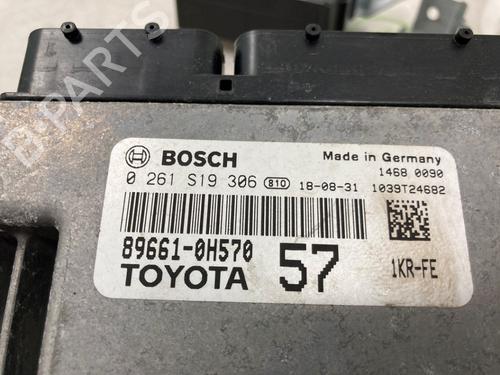 B-PARTS
BOSCH
Made in Germany
1468 0090
0 261 S19 306 810 18-08-31 1039T24682
89661-0H570
TOYOTA 57 1KR-FE